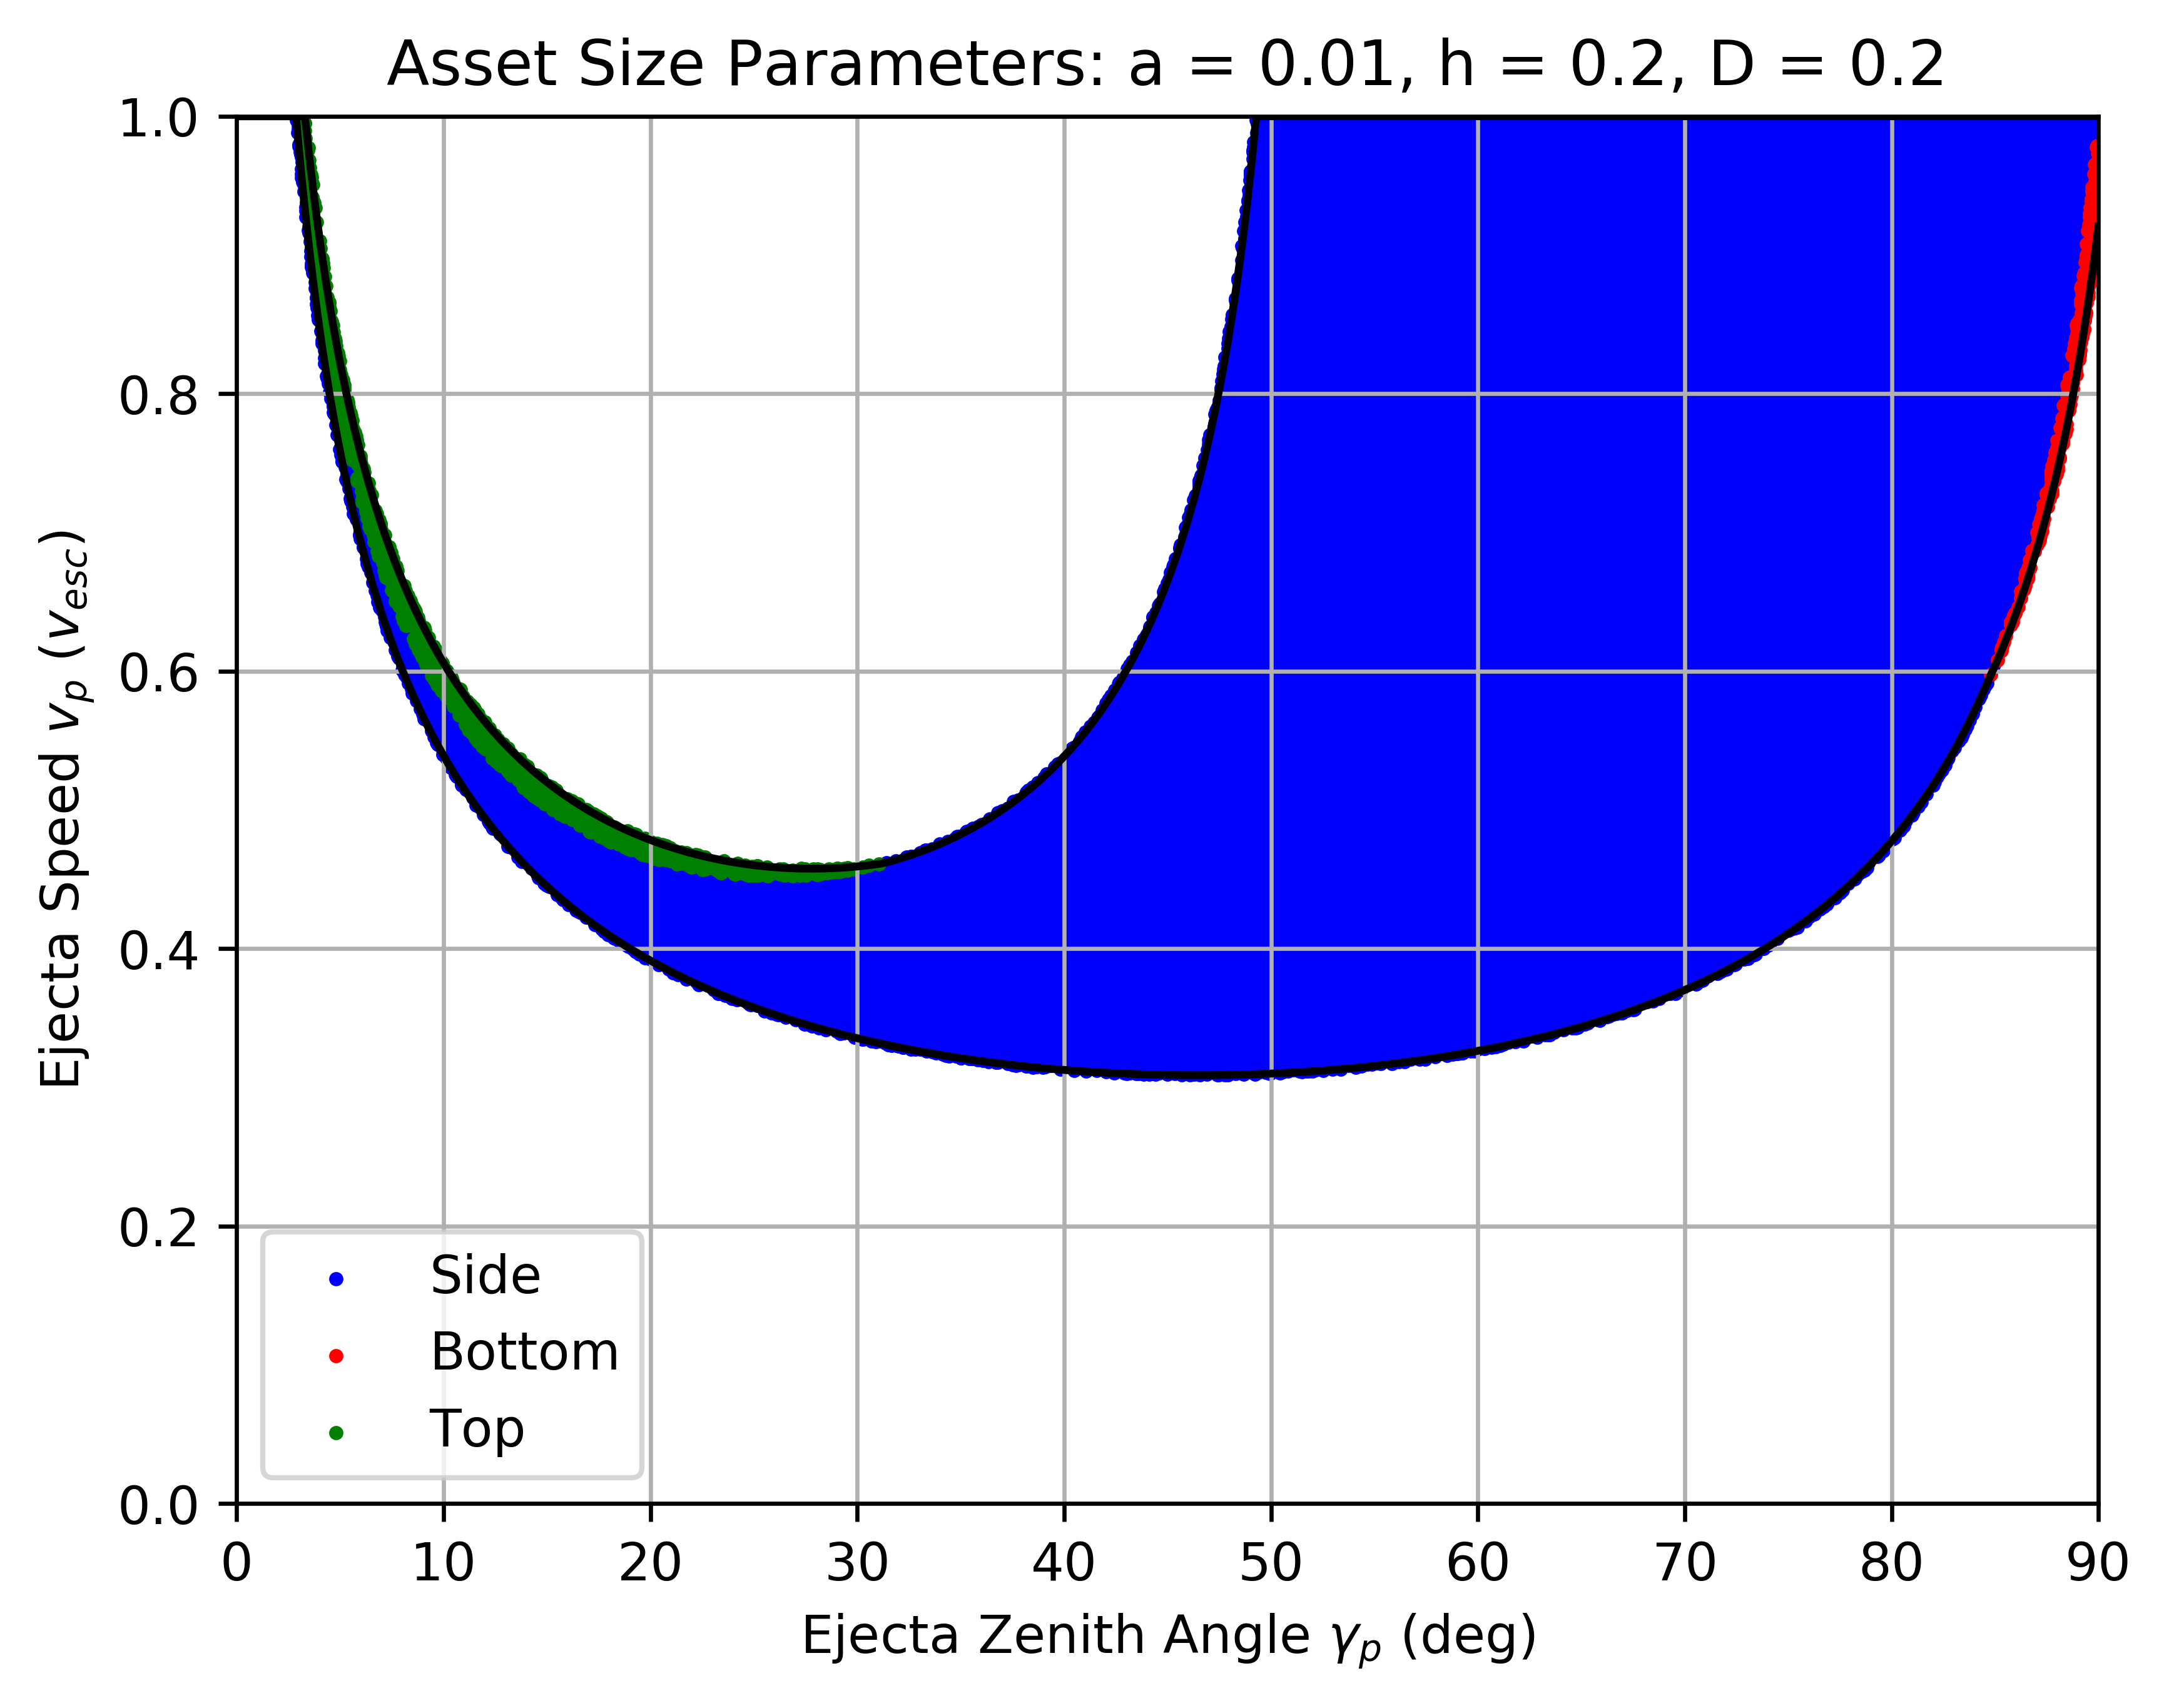 Asset Size Parameters: a = 0.01, h = 0.2, D = 0.2
1.0
0.8
0.6
0.4
0.2
0.0
Ejecta Speed v_p (v_esc)
Side
Bottom
Top
0 10 20 30 40 50 60 70 80 90
Ejecta Zenith Angle γ_p (deg)